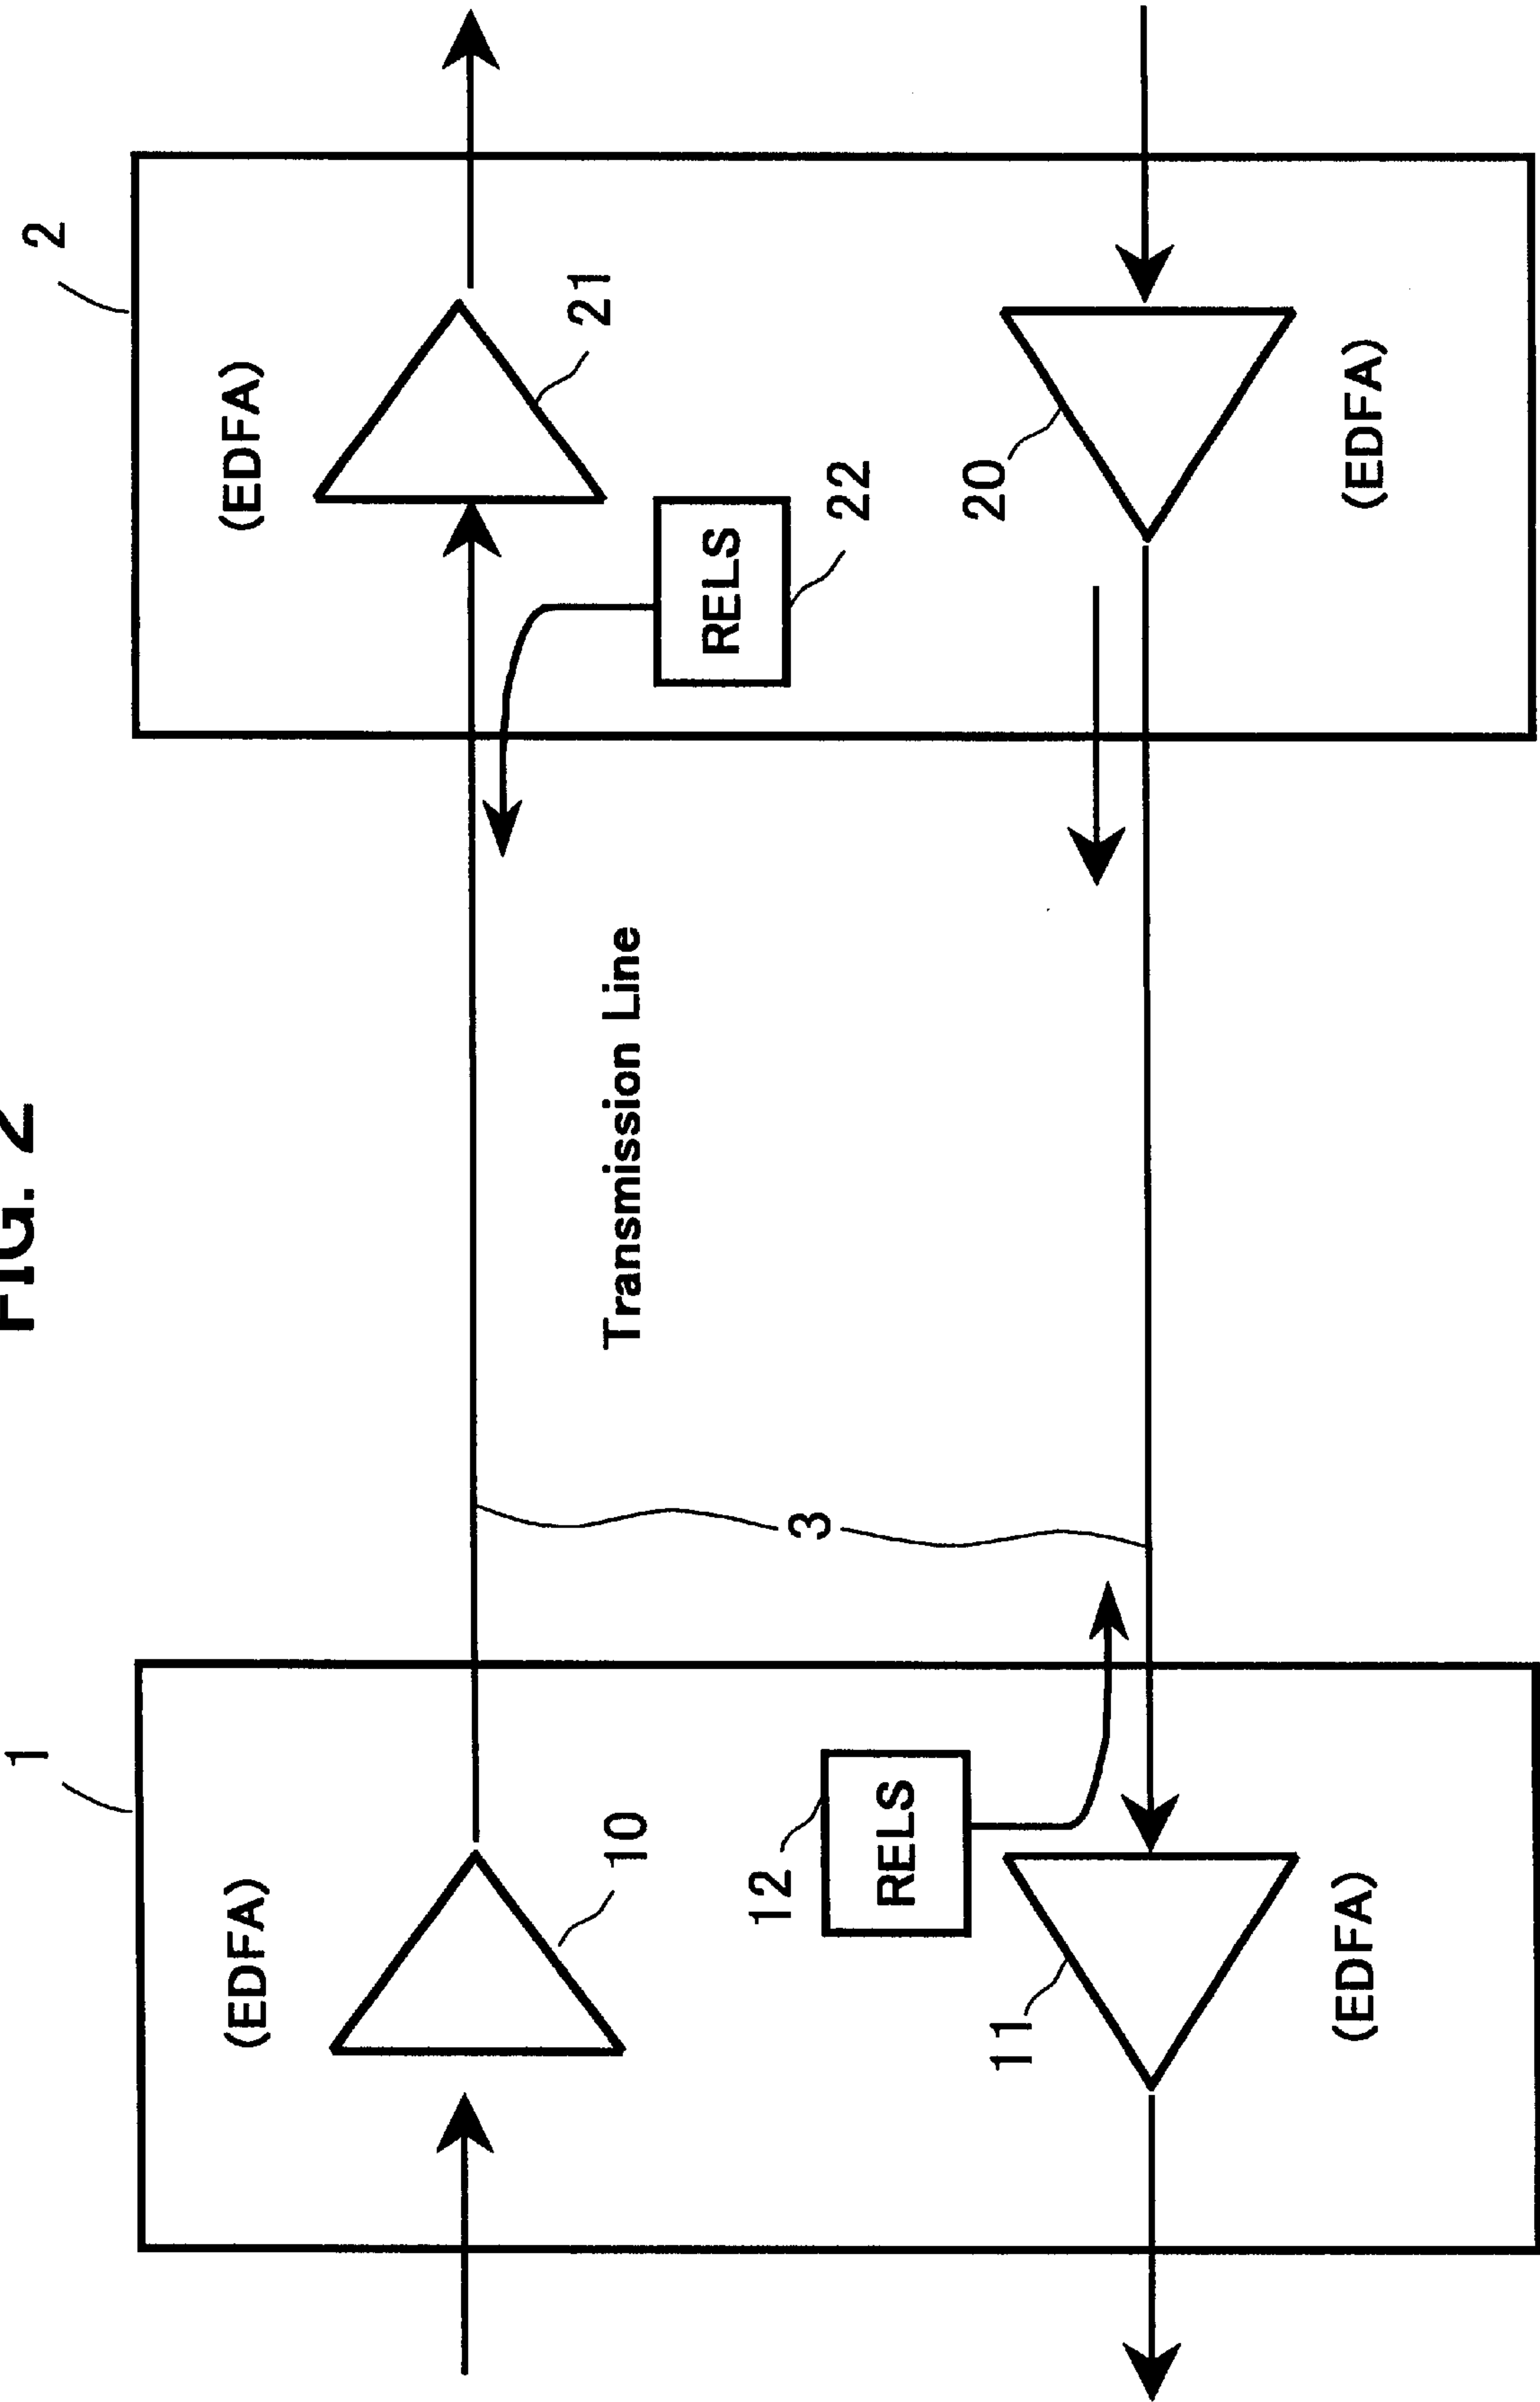 FIG. 2
1
2
(EDFA)
(EDFA)
10
21
Transmission Line
RELS
22
3
12
RELS
11
20
(EDFA)
(EDFA)